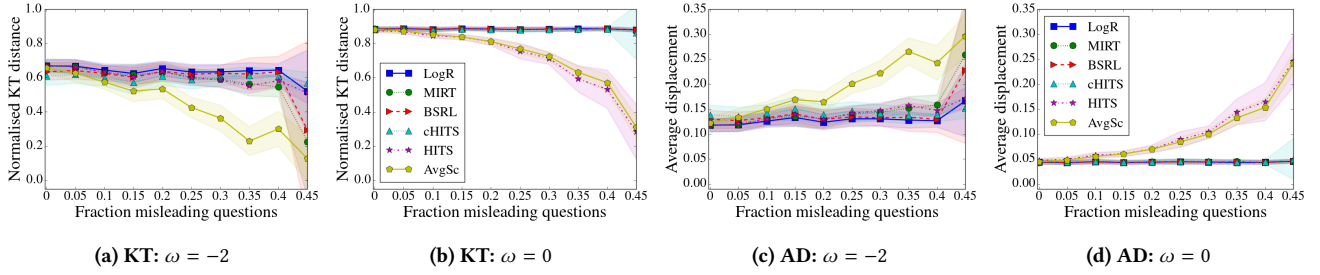 Normalised KT distance
1.0
0.8
0.6
0.4
0.2
0.0
0 0.05 0.1 0.15 0.2 0.25 0.3 0.35 0.4 0.45
Fraction misleading questions
(a) KT: ω = −2
Normalised KT distance
1.0
0.8
0.6
0.4
0.2
0.0
LogR
MIRT
BSRL
cHITS
HITS
AvgSc
0 0.05 0.1 0.15 0.2 0.25 0.3 0.35 0.4 0.45
Fraction misleading questions
(b) KT: ω = 0
Average displacement
0.35
0.30
0.25
0.20
0.15
0.10
0.05
0.00
0 0.05 0.1 0.15 0.2 0.25 0.3 0.35 0.4 0.45
Fraction misleading questions
(c) AD: ω = −2
Average displacement
0.35
0.30
0.25
0.20
0.15
0.10
0.05
0.00
LogR
MIRT
BSRL
cHITS
HITS
AvgSc
0 0.05 0.1 0.15 0.2 0.25 0.3 0.35 0.4 0.45
Fraction misleading questions
(d) AD: ω = 0